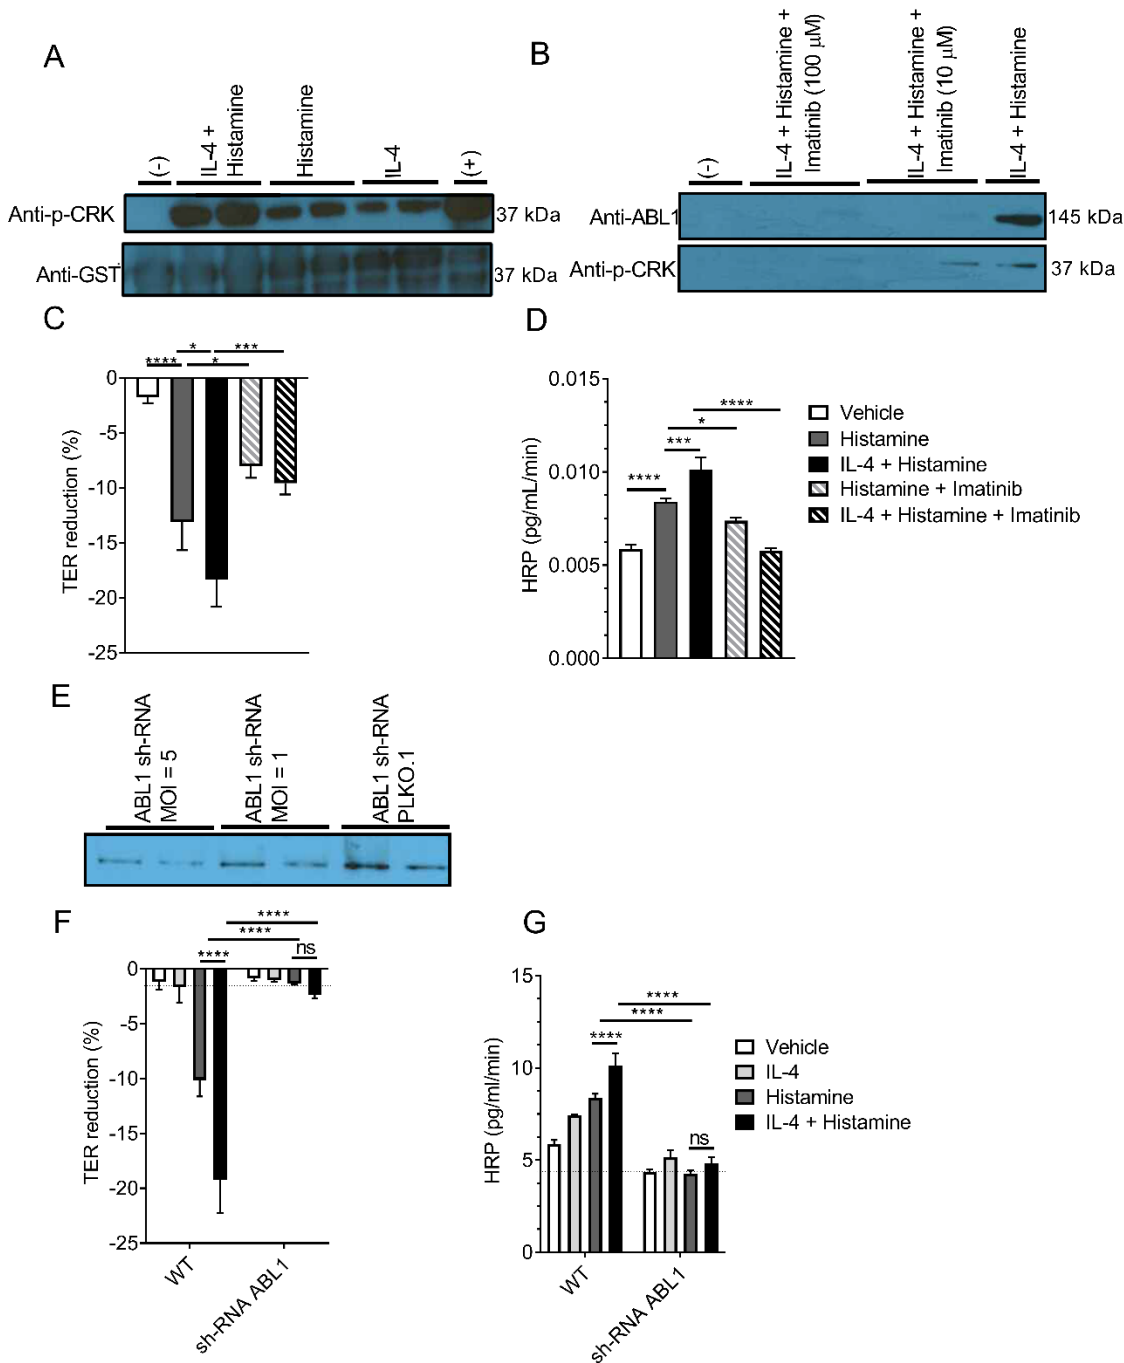 A
(-)
IL-4 +
Histamine
Histamine
IL-4
(+)
Anti-p-CRK
37 kDa
Anti-GST
37 kDa
B
(-)
IL-4 + Histamine +
Imatinib (100 μM)
IL-4 + Histamine +
Imatinib (10 μM)
IL-4 + Histamine
Anti-ABL1
145 kDa
Anti-p-CRK
37 kDa
C
* ***
**** *
0
-5
-10
-15
-20
-25
TER reduction (%)
D
****
*
***
****
0.015
0.010
0.005
0.000
HRP (pg/mL/min)
Vehicle
Histamine
IL-4 + Histamine
Histamine + Imatinib
IL-4 + Histamine + Imatinib
E
ABL1 sh-RNA
MOI = 5
ABL1 sh-RNA
MOI = 1
ABL1 sh-RNA
PLKO.1
F
****
****
**** ns
0
-5
-10
-15
-20
-25
TER reduction (%)
WT
sh-RNA ABL1
G
****
****
****
ns
15
10
5
0
HRP (pg/ml/min)
WT
sh-RNA ABL1
Vehicle
IL-4
Histamine
IL-4 + Histamine